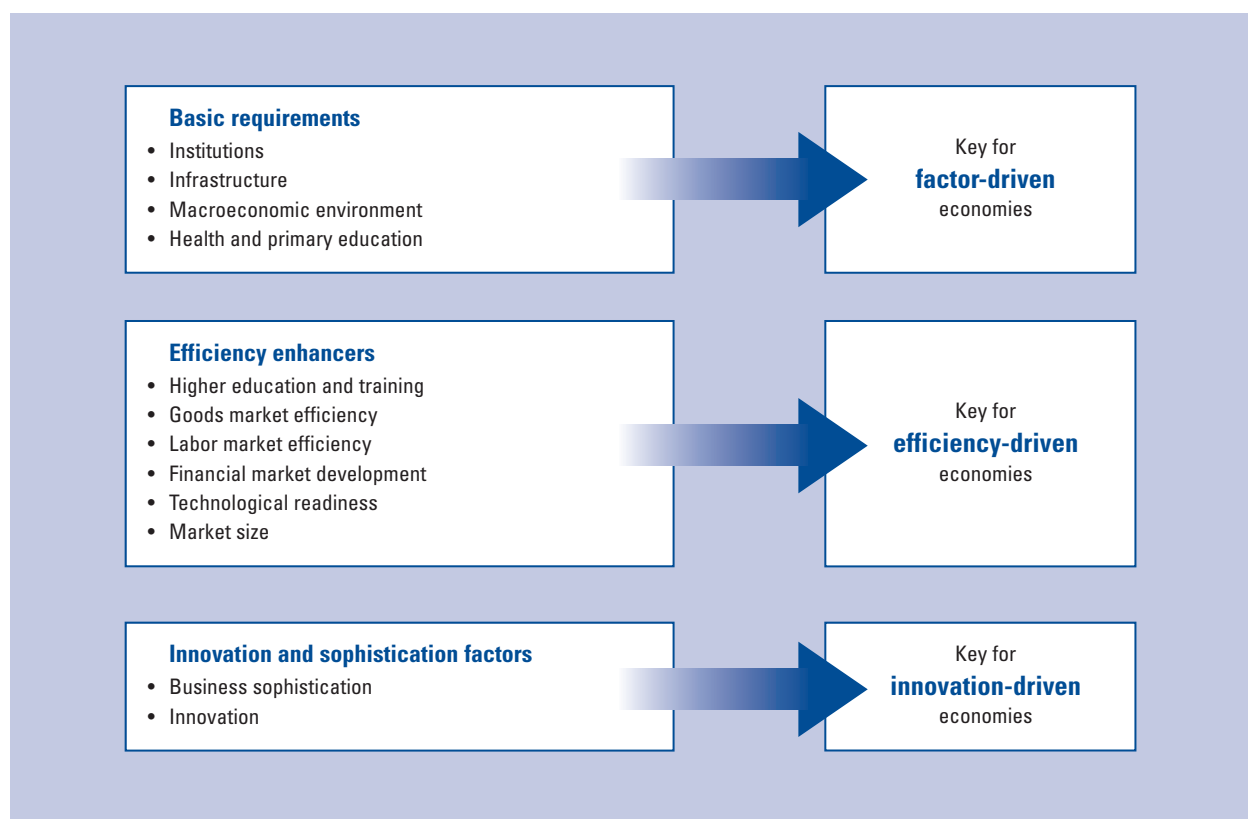 Basic requirements
• Institutions
• Infrastructure
• Macroeconomic environment
• Health and primary education
Key for
factor-driven
economies
Efficiency enhancers
• Higher education and training
• Goods market efficiency
• Labor market efficiency
• Financial market development
• Technological readiness
• Market size
Key for
efficiency-driven
economies
Innovation and sophistication factors
• Business sophistication
• Innovation
Key for
innovation-driven
economies